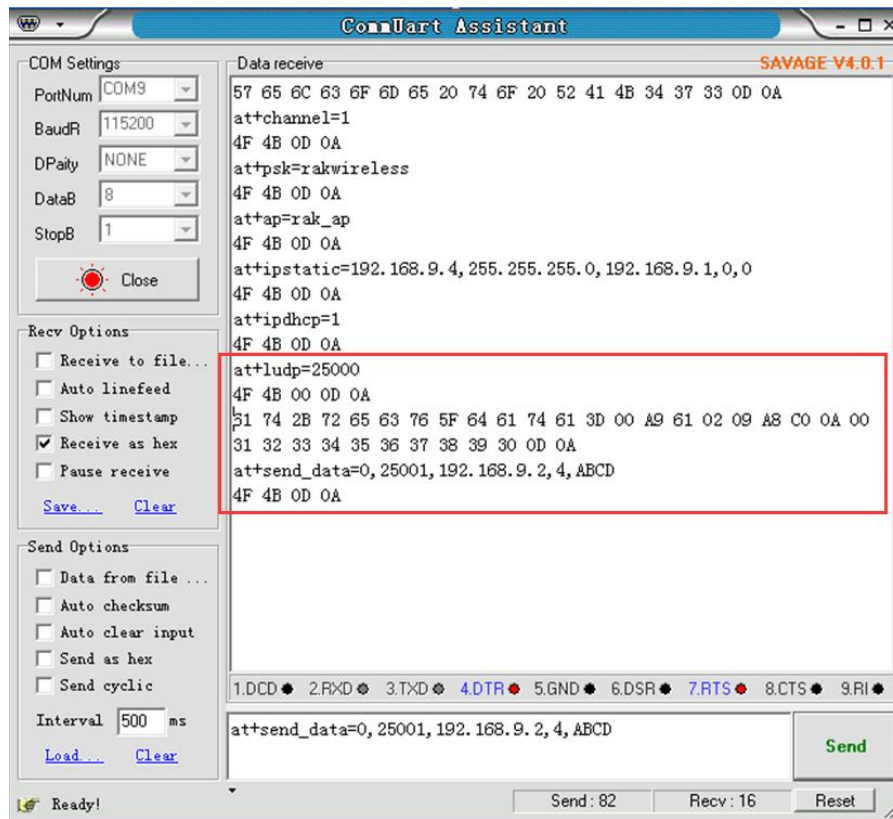 CommUart Assistant
COM Settings
PortNum COM9
BaudR 115200
DPaity NONE
DataB 8
StopB 1
Close
Recv Options
Receive to file...
Auto linefeed
Show timestamp
Receive as hex
Pause receive
Save... Clear
Send Options
Data from file ...
Auto checksum
Auto clear input
Send as hex
Send cyclic
Interval 500 ms
Load... Clear
Data receive
SAVAGE V4.0.1
57 65 6C 63 6F 6D 65 20 74 6F 20 52 41 4B 34 37 33 0D 0A
at+channel=1
4F 4B 0D 0A
at+psk=rakwireless
4F 4B 0D 0A
at+ap=rak_ap
4F 4B 0D 0A
at+ipstatic=192.168.9.4,255.255.255.0,192.168.9.1,0,0
4F 4B 0D 0A
at+ipdhcp=1
4F 4B 0D 0A
at+ludp=25000
4F 4B 00 0D 0A
61 74 2B 72 65 63 76 5F 64 61 74 61 3D 00 A9 61 02 09 A8 C0 0A 00
31 32 33 34 35 36 37 38 39 30 0D 0A
at+send_data=0,25001,192.168.9.2,4,ABCD
4F 4B 0D 0A
1.DCD 2.RXD 3.TXD 4.DTR 5.GND 6.DSR 7.RTS 8.CTS 9.RI
at+send_data=0,25001,192.168.9.2,4,ABCD
Send
Ready!
Send : 82 Recv : 16 Reset